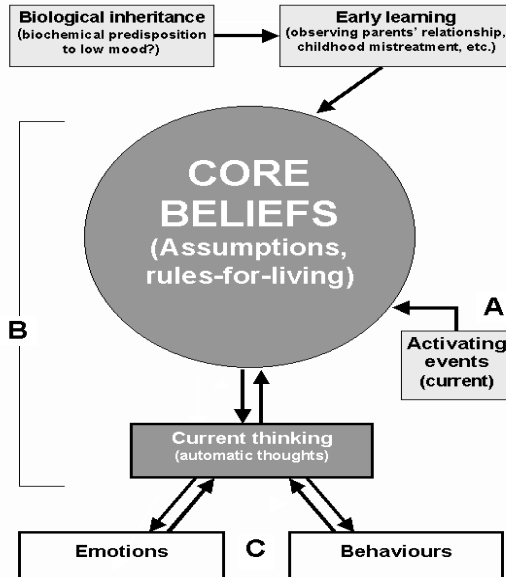 Biological inheritance
(biochemical predisposition
to low mood?)
Early learning
(observing parents' relationship,
childhood mistreatment, etc.)
CORE
BELIEFS
(Assumptions,
rules-for-living)
A
B
Activating
events
(current)
Current thinking
(automatic thoughts)
Emotions
C
Behaviours